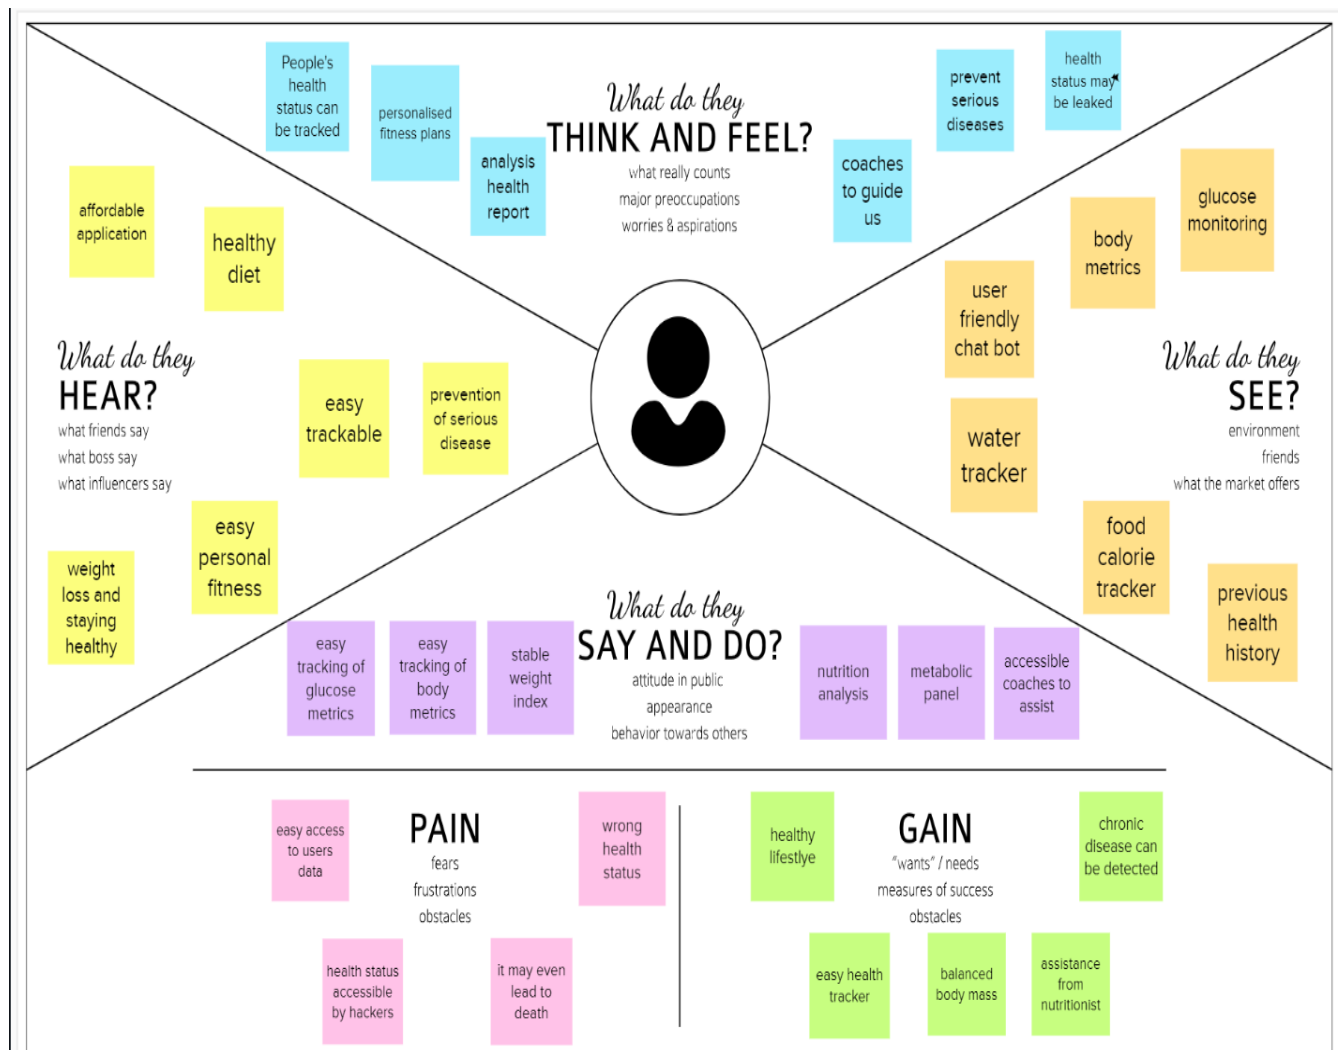 People's
health
status can
be tracked
personalised
fitness plans
analysis
health
report
What do they
THINK AND FEEL?
what really counts
major preoccupations
worries & aspirations
coaches
to guide
us
prevent
serious
diseases
health
status may
be leaked
affordable
application
healthy
diet
What do they
HEAR?
what friends say
what boss say
what influencers say
easy
trackable
prevention
of serious
disease
easy
personal
fitness
weight
loss and
staying
healthy
glucose
monitoring
body
metrics
user
friendly
chat bot
What do they
SEE?
environment
friends
what the market offers
water
tracker
food
calorie
tracker
previous
health
history
What do they
SAY AND DO?
attitude in public
appearance
behavior towards others
easy
tracking of
glucose
metrics
easy
tracking of
body
metrics
stable
weight
index
nutrition
analysis
metabolic
panel
accessible
coaches to
assist
PAIN
fears
frustrations
obstacles
easy access
to users
data
wrong
health
status
health status
accessible
by hackers
it may even
lead to
death
GAIN
"wants" / needs
measures of success
obstacles
healthy
lifestlye
chronic
disease can
be detected
easy health
tracker
balanced
body mass
assistance
from
nutritionist